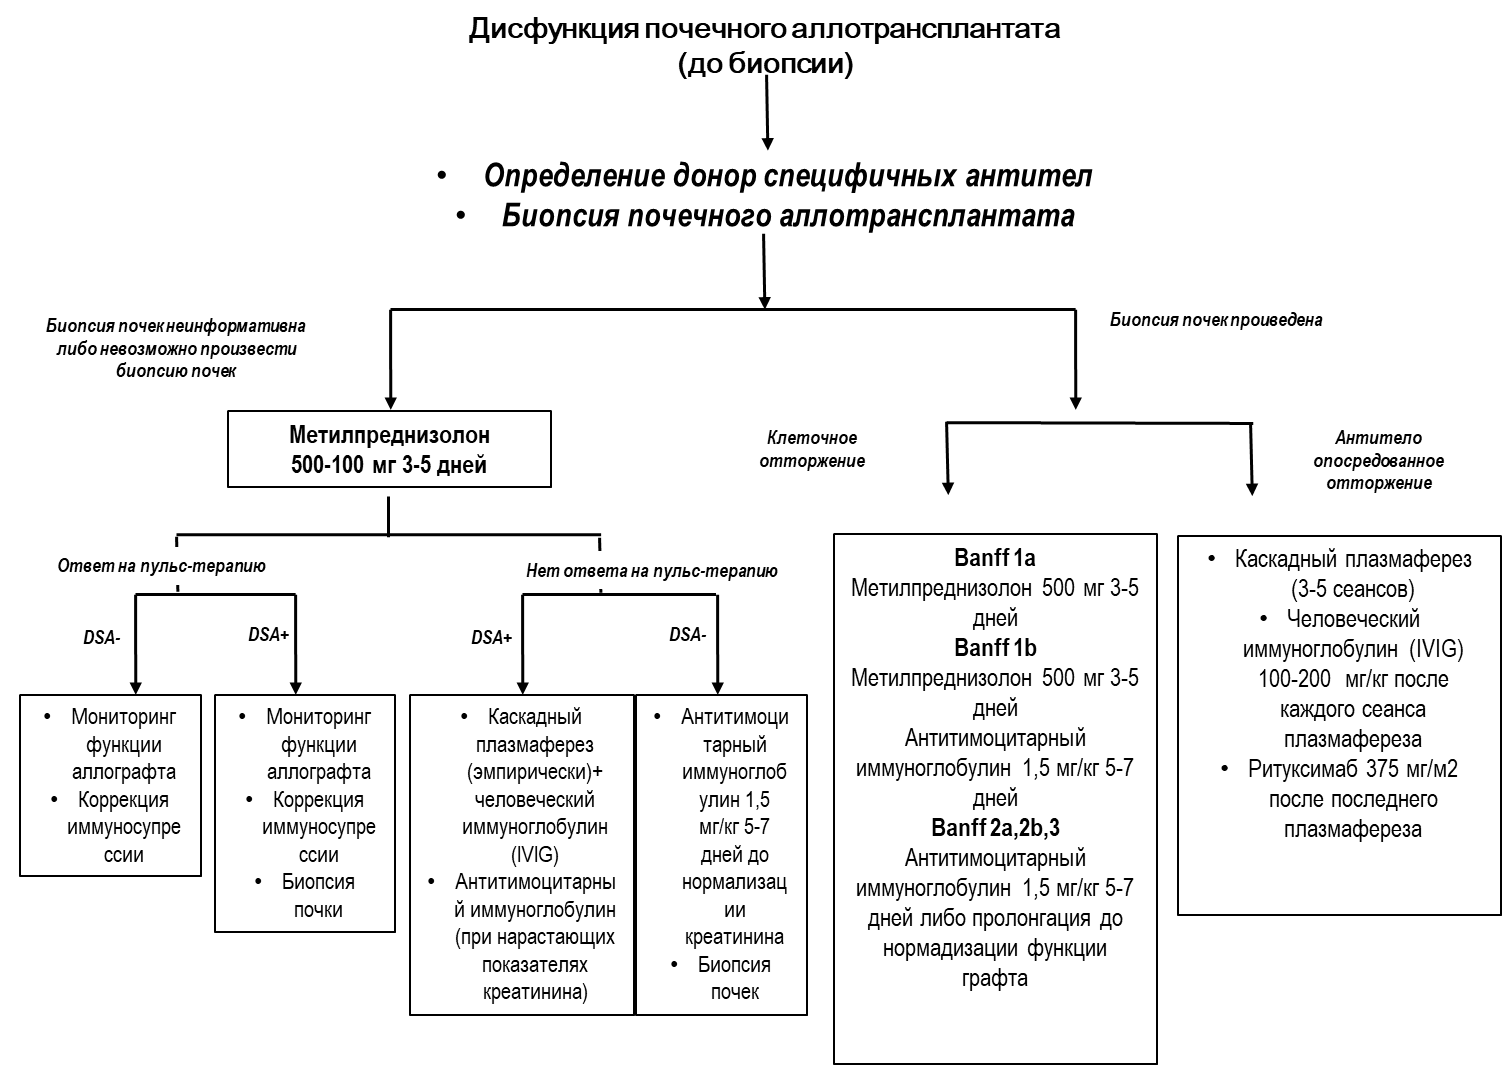 Дисфункция почечного аллотрансплантата
(до биопсии)
• Определение донор специфичных антител
• Биопсия почечного аллотрансплантата
Биопсия почек неинформативна
либо невозможно произвести
биопсию почек
Биопсия почек проиведена
Метилпреднизолон
500-100 мг 3-5 дней
Клеточное
отторжение
Антитело
опосредованное
отторжение
Ответ на пульс-терапию
Нет ответа на пульс-терапию
DSA-
DSA+
DSA+
DSA-
• Мониторинг
функции
аллографта
• Коррекция
иммуносупре
ссии
• Мониторинг
функции
аллографта
• Коррекция
иммуносупре
ссии
• Биопсия
почки
• Каскадный
плазмаферез
(эмпирически)+
человеческий
иммуноглобулин
(IVIG)
• Антитимоцитарны
й иммуноглобулин
(при нарастающих
показателях
креатинина)
• Антитимоци
тарный
иммуноглоб
улин 1,5
мг/кг 5-7
дней до
нормализац
ии
креатинина
• Биопсия
почек
Banff 1a
Метилпреднизолон 500 мг 3-5
дней
Banff 1b
Метилпреднизолон 500 мг 3-5
дней
Антитимоцитарный
иммуноглобулин 1,5 мг/кг 5-7
дней
Banff 2a,2b,3
Антитимоцитарный
иммуноглобулин 1,5 мг/кг 5-7
дней либо пролонгация до
нормадизации функции
графта
• Каскадный плазмаферез
(3-5 сеансов)
• Человеческий
иммуноглобулин (IVIG)
100-200 мг/кг после
каждого сеанса
плазмафереза
• Ритуксимаб 375 мг/м2
после последнего
плазмафереза